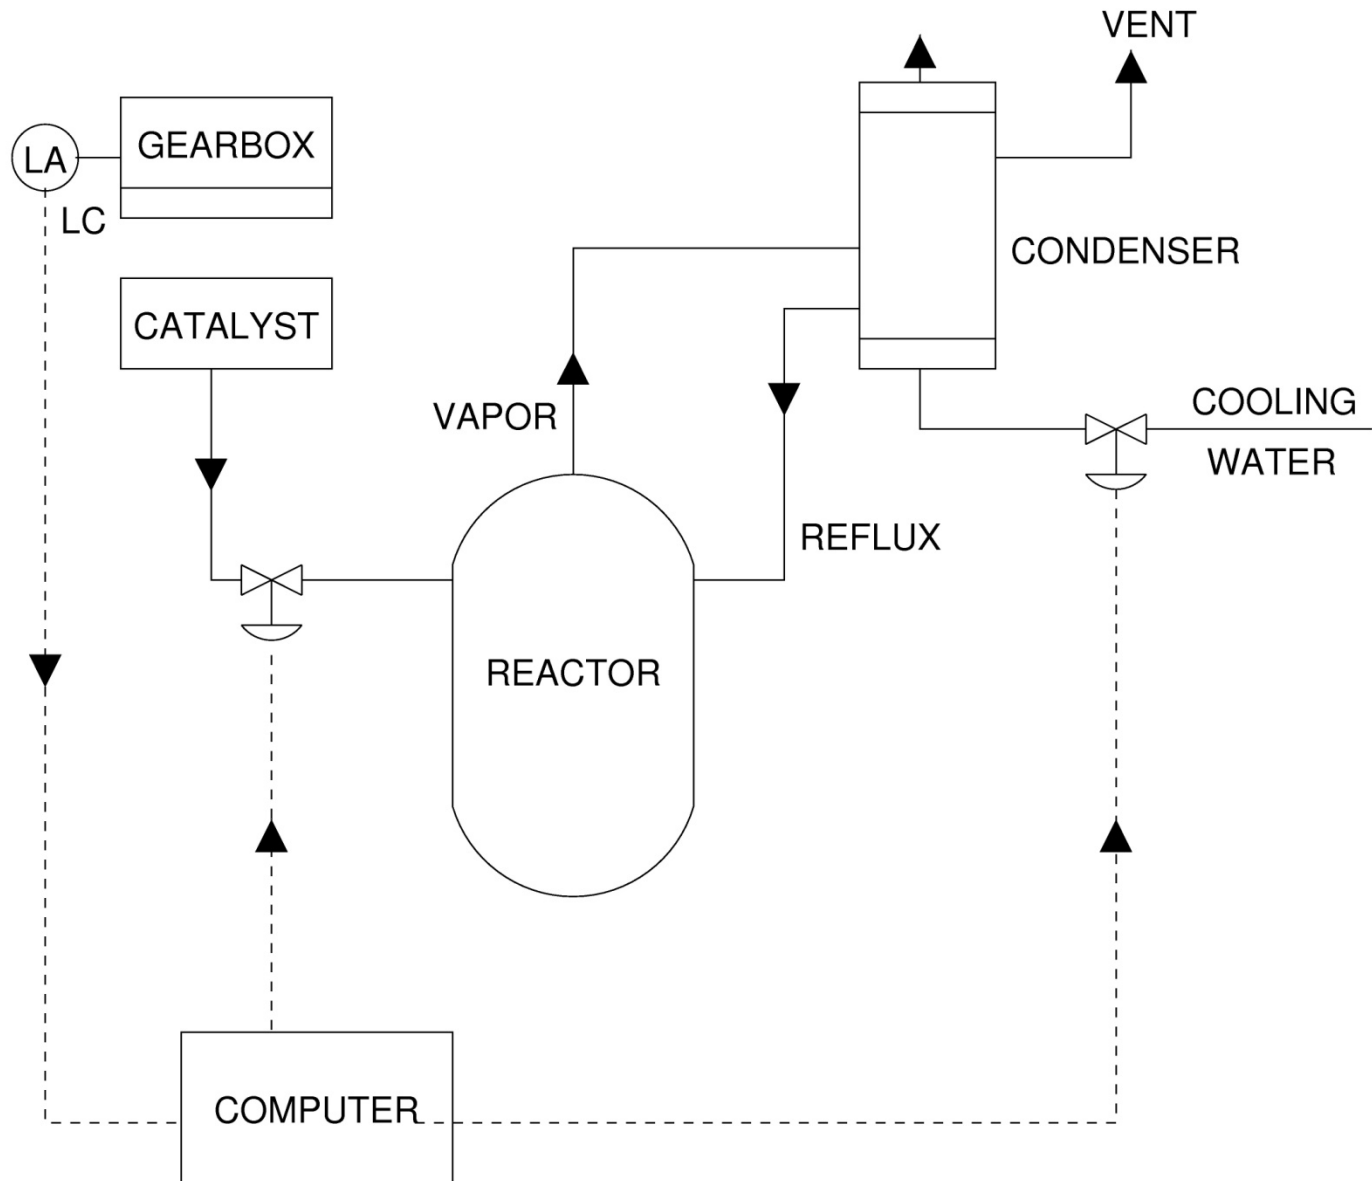 VENT
GEARBOX
LA
LC
CONDENSER
CATALYST
VAPOR
COOLING
WATER
REFLUX
REACTOR
COMPUTER